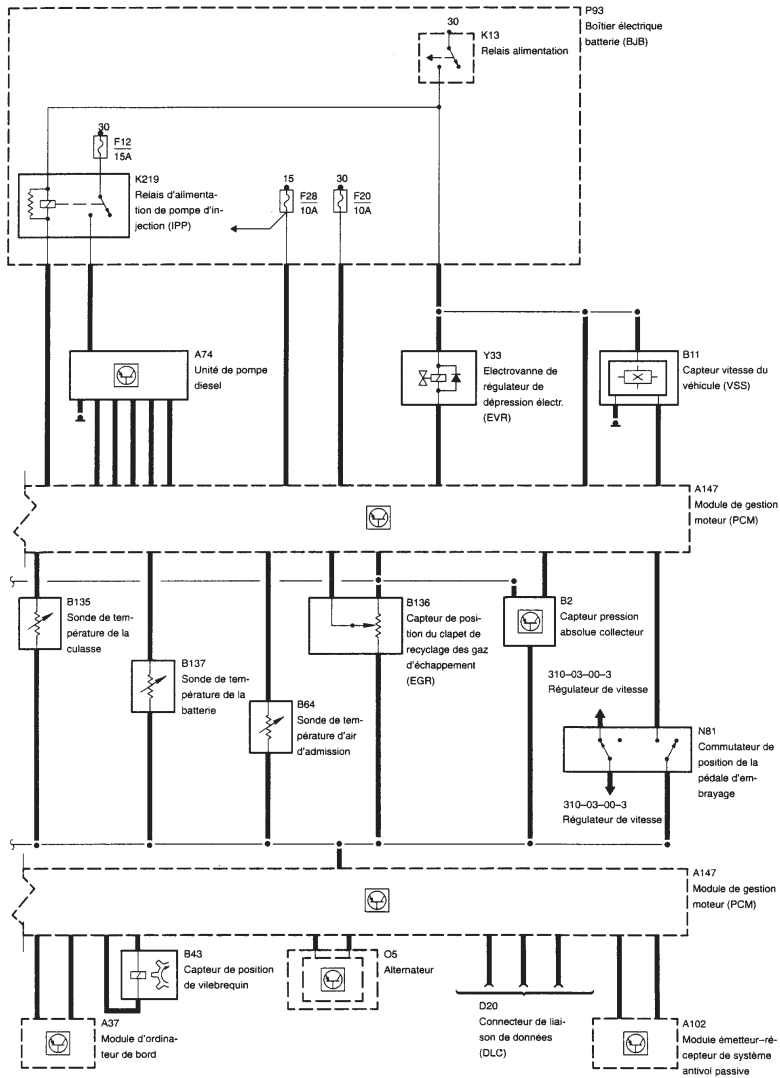 P93
Boîtier électrique
batterie (BJB)
30
K13
Relais alimentation
30
F12
15A
K219
Relais d'alimenta-
tion de pompe d'in-
jection (IPP)
15
F28
10A
30
F20
10A
A74
Unité de pompe
diesel
Y33
Electrovanne de
régulateur de
dépression électr.
(EVR)
B11
Capteur vitesse du
véhicule (VSS)
A147
Module de gestion
moteur (PCM)
B135
Sonde de tem-
pérature de la
culasse
B137
Sonde de tem-
pérature de la
batterie
B64
Sonde de tem-
pérature d'air
d'admission
B136
Capteur de posi-
tion du clapet de
recyclage des gaz
d'échappement
(EGR)
B2
Capteur pression
absolue collecteur
310–03–00–3
Régulateur de vitesse
N81
Commutateur de
position de la
pédale d'em-
brayage
310–03–00–3
Régulateur de vitesse
A147
Module de gestion
moteur (PCM)
B43
Capteur de position
de vilebrequin
O5
Alternateur
A37
Module d'ordina-
teur de bord
D20
Connecteur de liai-
son de données
(DLC)
A102
Module émetteur–ré-
cepteur de système
antivol passive